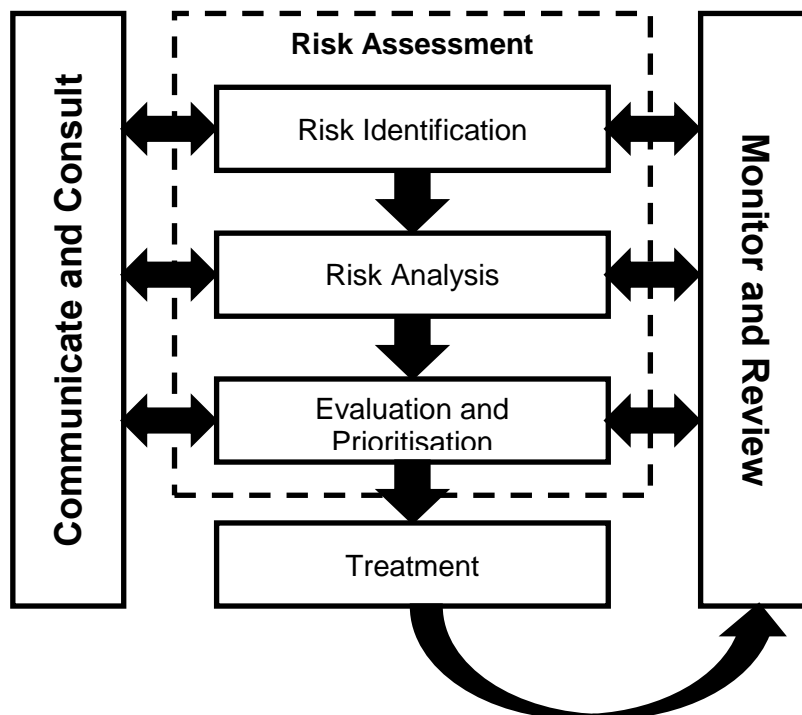 Risk Assessment
Communicate and Consult
Risk Identification
Monitor and Review
Risk Analysis
Evaluation and
Prioritisation
Treatment